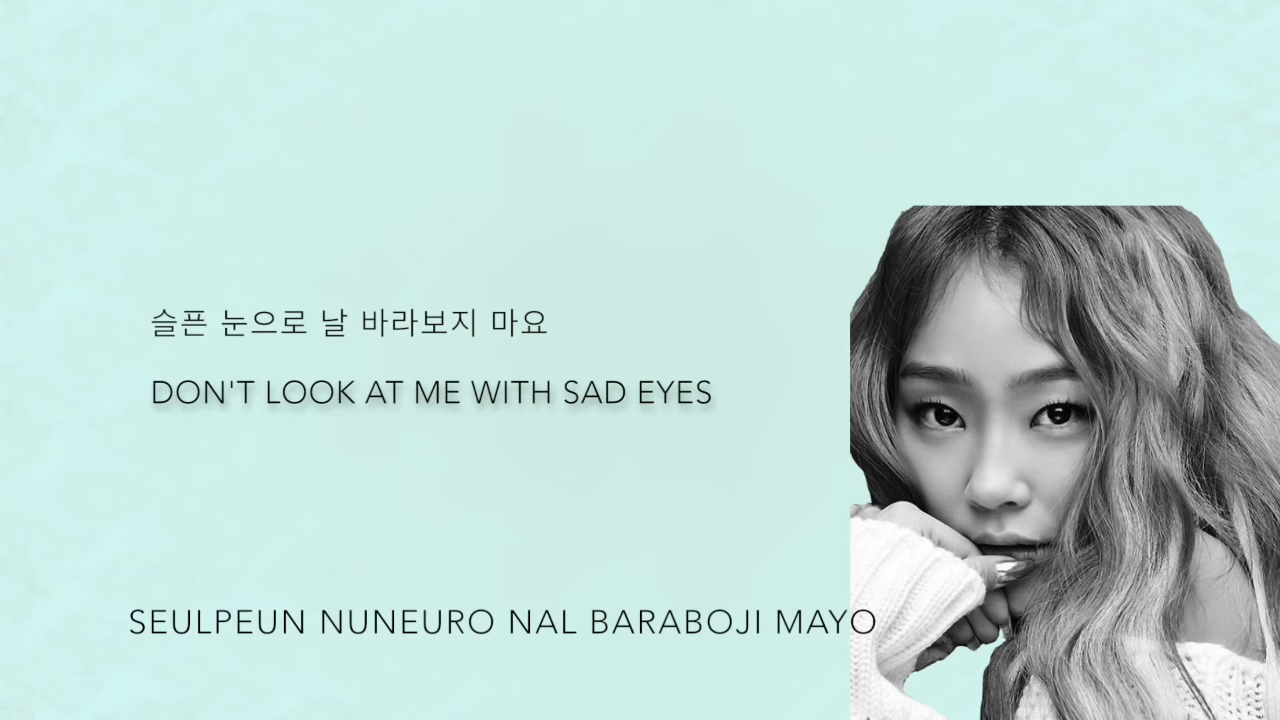 슬픈 눈으로 날 바라보지 마요
DON'T LOOK AT ME WITH SAD EYES
SEULPEUN NUNEURO NAL BARABOJI MAYO